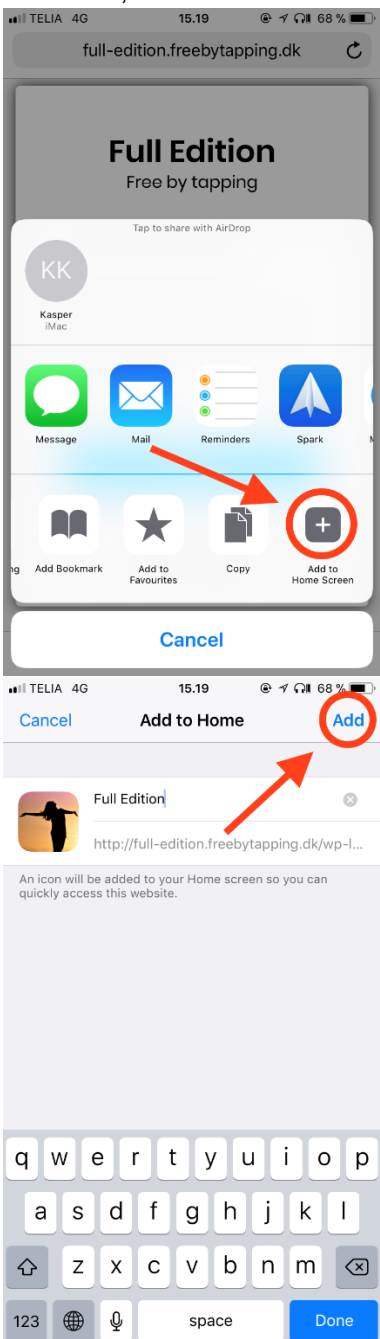 TELIA 4G 15.19 68 %
full-edition.freebytapping.dk
Full Edition
Free by tapping
Tap to share with AirDrop
KK
Kasper
iMac
Message Mail Reminders Spark
ng Add Bookmark Add to Favourites Copy Add to Home Screen
Cancel
TELIA 4G 15.19 68 %
Cancel Add to Home Add
Full Edition
http://full-edition.freebytapping.dk/wp-l...
An icon will be added to your Home screen so you can
quickly access this website.
q w e r t y u i o p
a s d f g h j k l
z x c v b n m
123 space Done